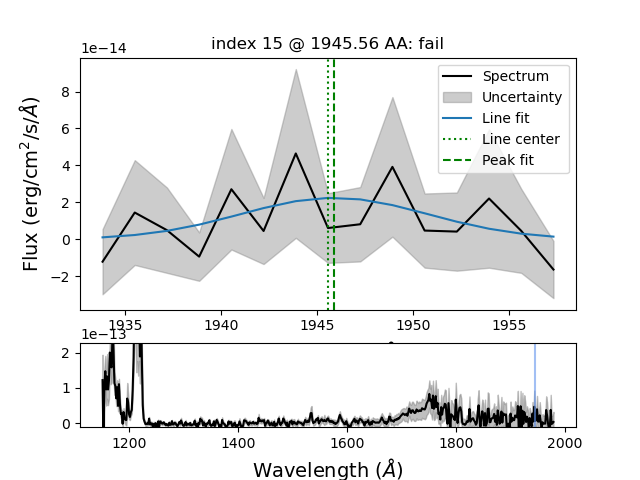 index 15 @ 1945.56 AA: fail
1e−14
Flux (erg/cm²/s/Å)
8
6
4
2
0
−2
Spectrum
Uncertainty
Line fit
Line center
Peak fit
1935
1940
1945
1950
1955
1e−13
2
1
0
1200
1400
1600
1800
2000
Wavelength (Å)